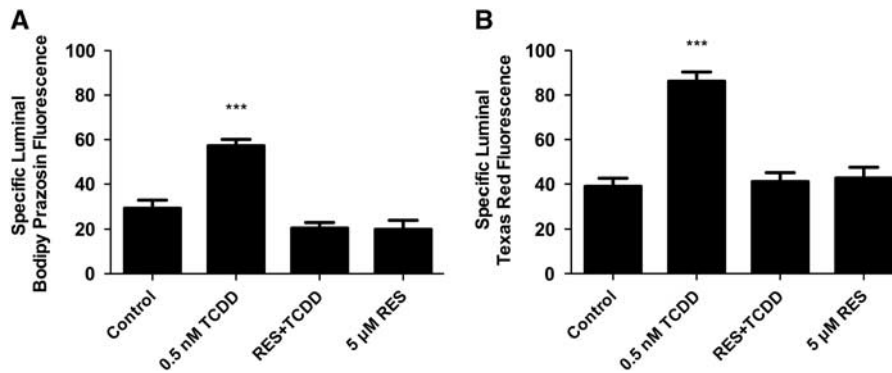 A
Specific Luminal
Bodipy Prazosin Fluorescence
100
80
60
40
20
0
***
Control
0.5 nM TCDD
RES+TCDD
5 µM RES
B
Specific Luminal
Texas Red Fluorescence
100
80
60
40
20
0
***
Control
0.5 nM TCDD
RES+TCDD
5 µM RES